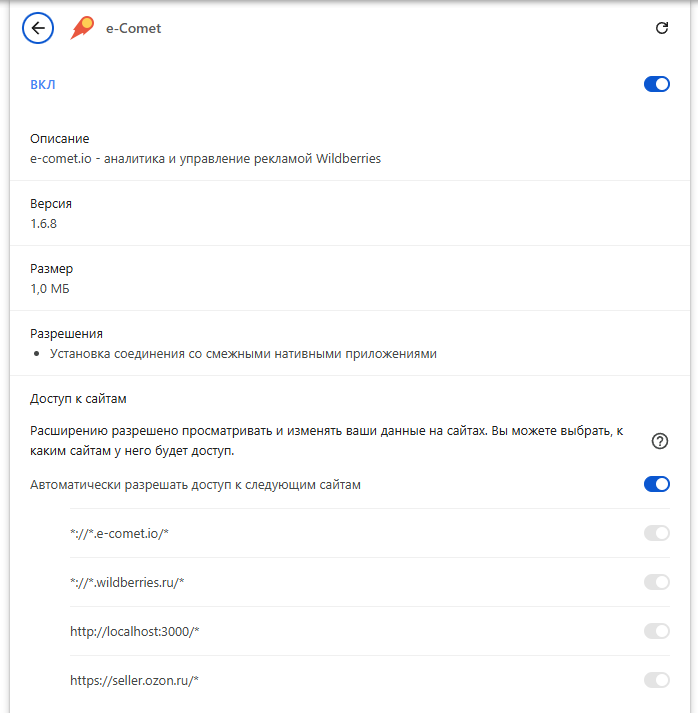 e-Comet
ВКЛ
Описание
e-comet.io - аналитика и управление рекламой Wildberries
Версия
1.6.8
Размер
1,0 МБ
Разрешения
• Установка соединения со смежными нативными приложениями
Доступ к сайтам
Расширению разрешено просматривать и изменять ваши данные на сайтах. Вы можете выбрать, к
каким сайтам у него будет доступ.
Автоматически разрешать доступ к следующим сайтам
*://*.e-comet.io/*
*://*.wildberries.ru/*
http://localhost:3000/*
https://seller.ozon.ru/*